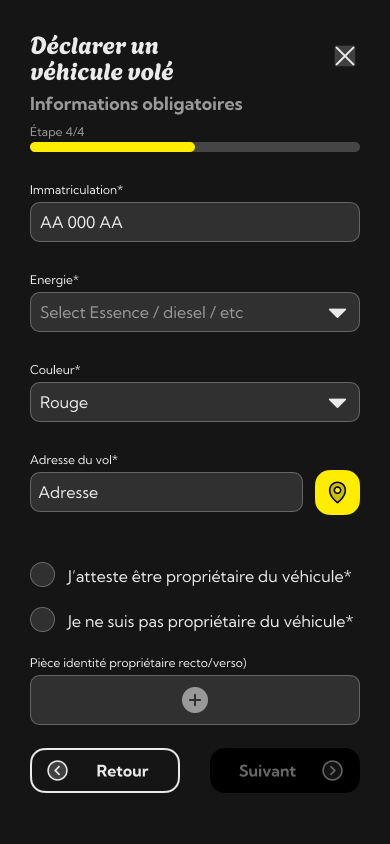 Déclarer un
véhicule volé
Informations obligatoires
Étape 4/4
Immatriculation*
AA 000 AA
Energie*
Select Essence / diesel / etc
Couleur*
Rouge
Adresse du vol*
Adresse
J'atteste être propriétaire du véhicule*
Je ne suis pas propriétaire du véhicule*
Pièce identité propriétaire recto/verso)
Retour
Suivant